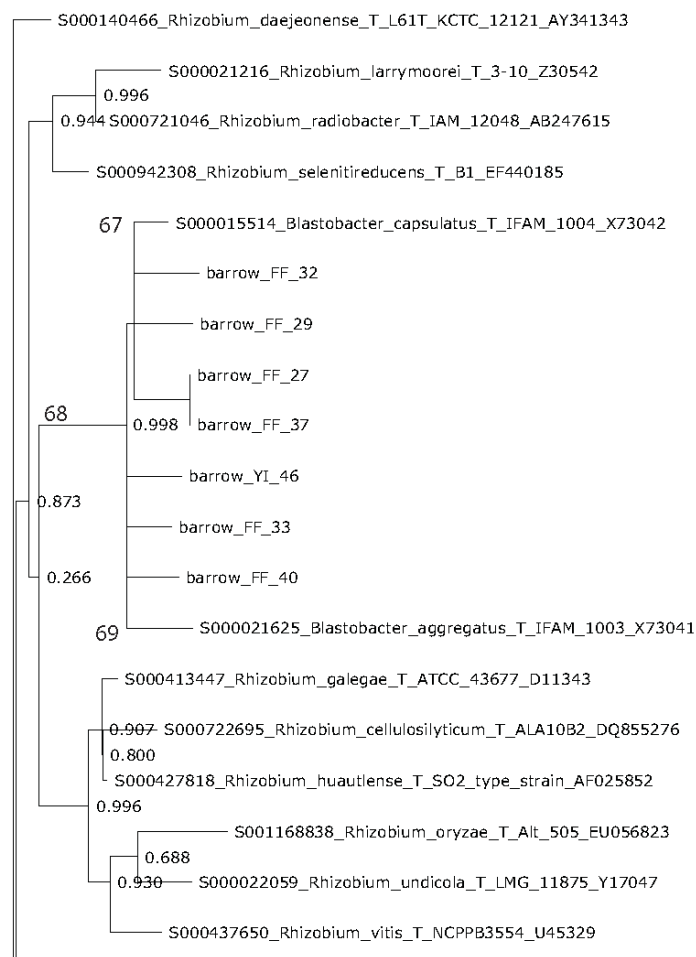 S000140466_Rhizobium_daejeonense_T_L61T_KCTC_12121_AY341343
S000021216_Rhizobium_larrymoorei_T_3-10_Z30542
0.996
0.944 S000721046_Rhizobium_radiobacter_T_IAM_12048_AB247615
S000942308_Rhizobium_selenitireducens_T_B1_EF440185
67
S000015514_Blastobacter_capsulatus_T_IFAM_1004_X73042
barrow_FF_32
barrow_FF_29
barrow_FF_27
68
0.998 barrow_FF_37
barrow_YI_46
0.873
barrow_FF_33
0.266 barrow_FF_40
69
S000021625_Blastobacter_aggregatus_T_IFAM_1003_X73041
S000413447_Rhizobium_galegae_T_ATCC_43677_D11343
0.907 S000722695_Rhizobium_cellulosilyticum_T_ALA10B2_DQ855276
0.800
S000427818_Rhizobium_huautlense_T_SO2_type_strain_AF025852
0.996
S001168838_Rhizobium_oryzae_T_Alt_505_EU056823
0.688
0.930 S000022059_Rhizobium_undicola_T_LMG_11875_Y17047
S000437650_Rhizobium_vitis_T_NCPPB3554_U45329